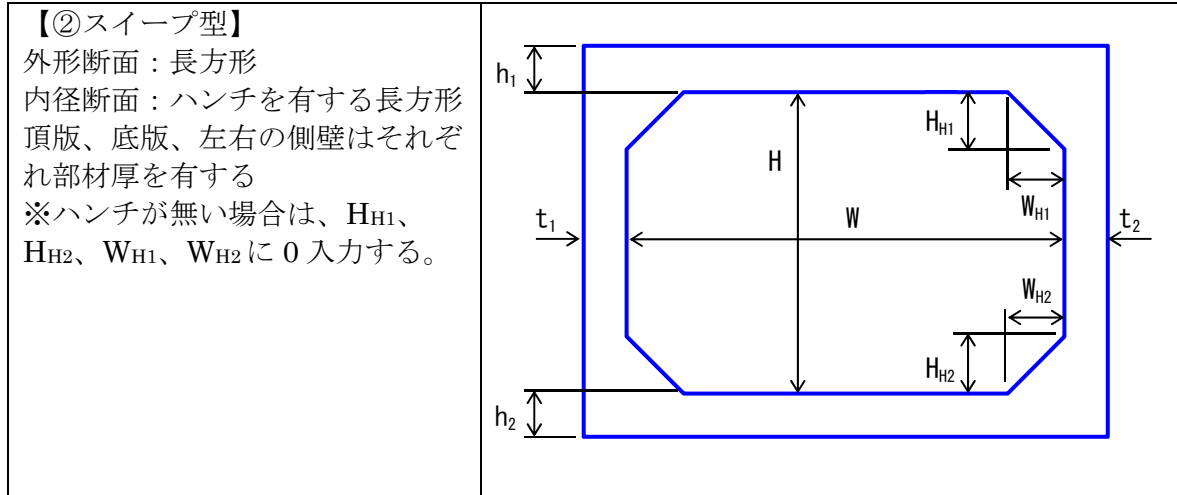 【②スイープ型】
外形断面：長方形
内径断面：ハンチを有する長方形
頂版、底版、左右の側壁はそれぞ
れ部材厚を有する
※ハンチが無い場合は、HH1、
HH2、WH1、WH2に0入力する。
h1
HH1
H
WH1
t1
W
t2
WH2
HH2
h2